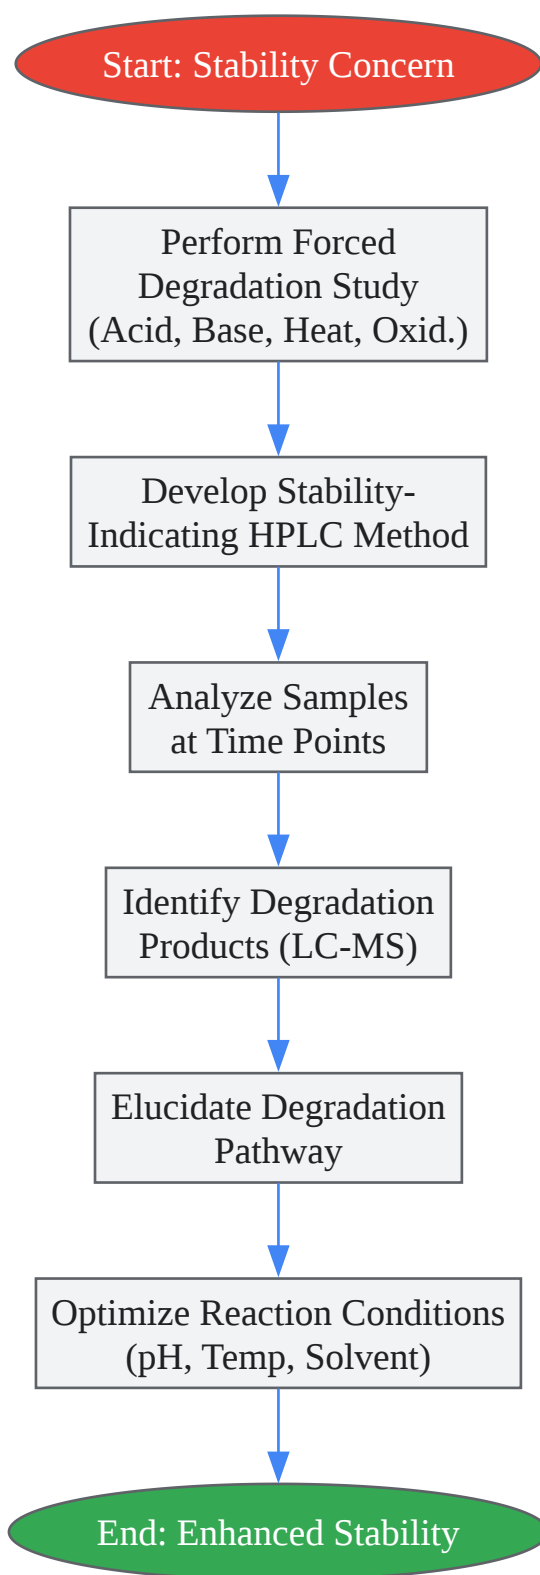 Start: Stability Concern
Perform Forced
Degradation Study
(Acid, Base, Heat, Oxid.)
Develop Stability-
Indicating HPLC Method
Analyze Samples
at Time Points
Identify Degradation
Products (LC-MS)
Elucidate Degradation
Pathway
Optimize Reaction Conditions
(pH, Temp, Solvent)
End: Enhanced Stability